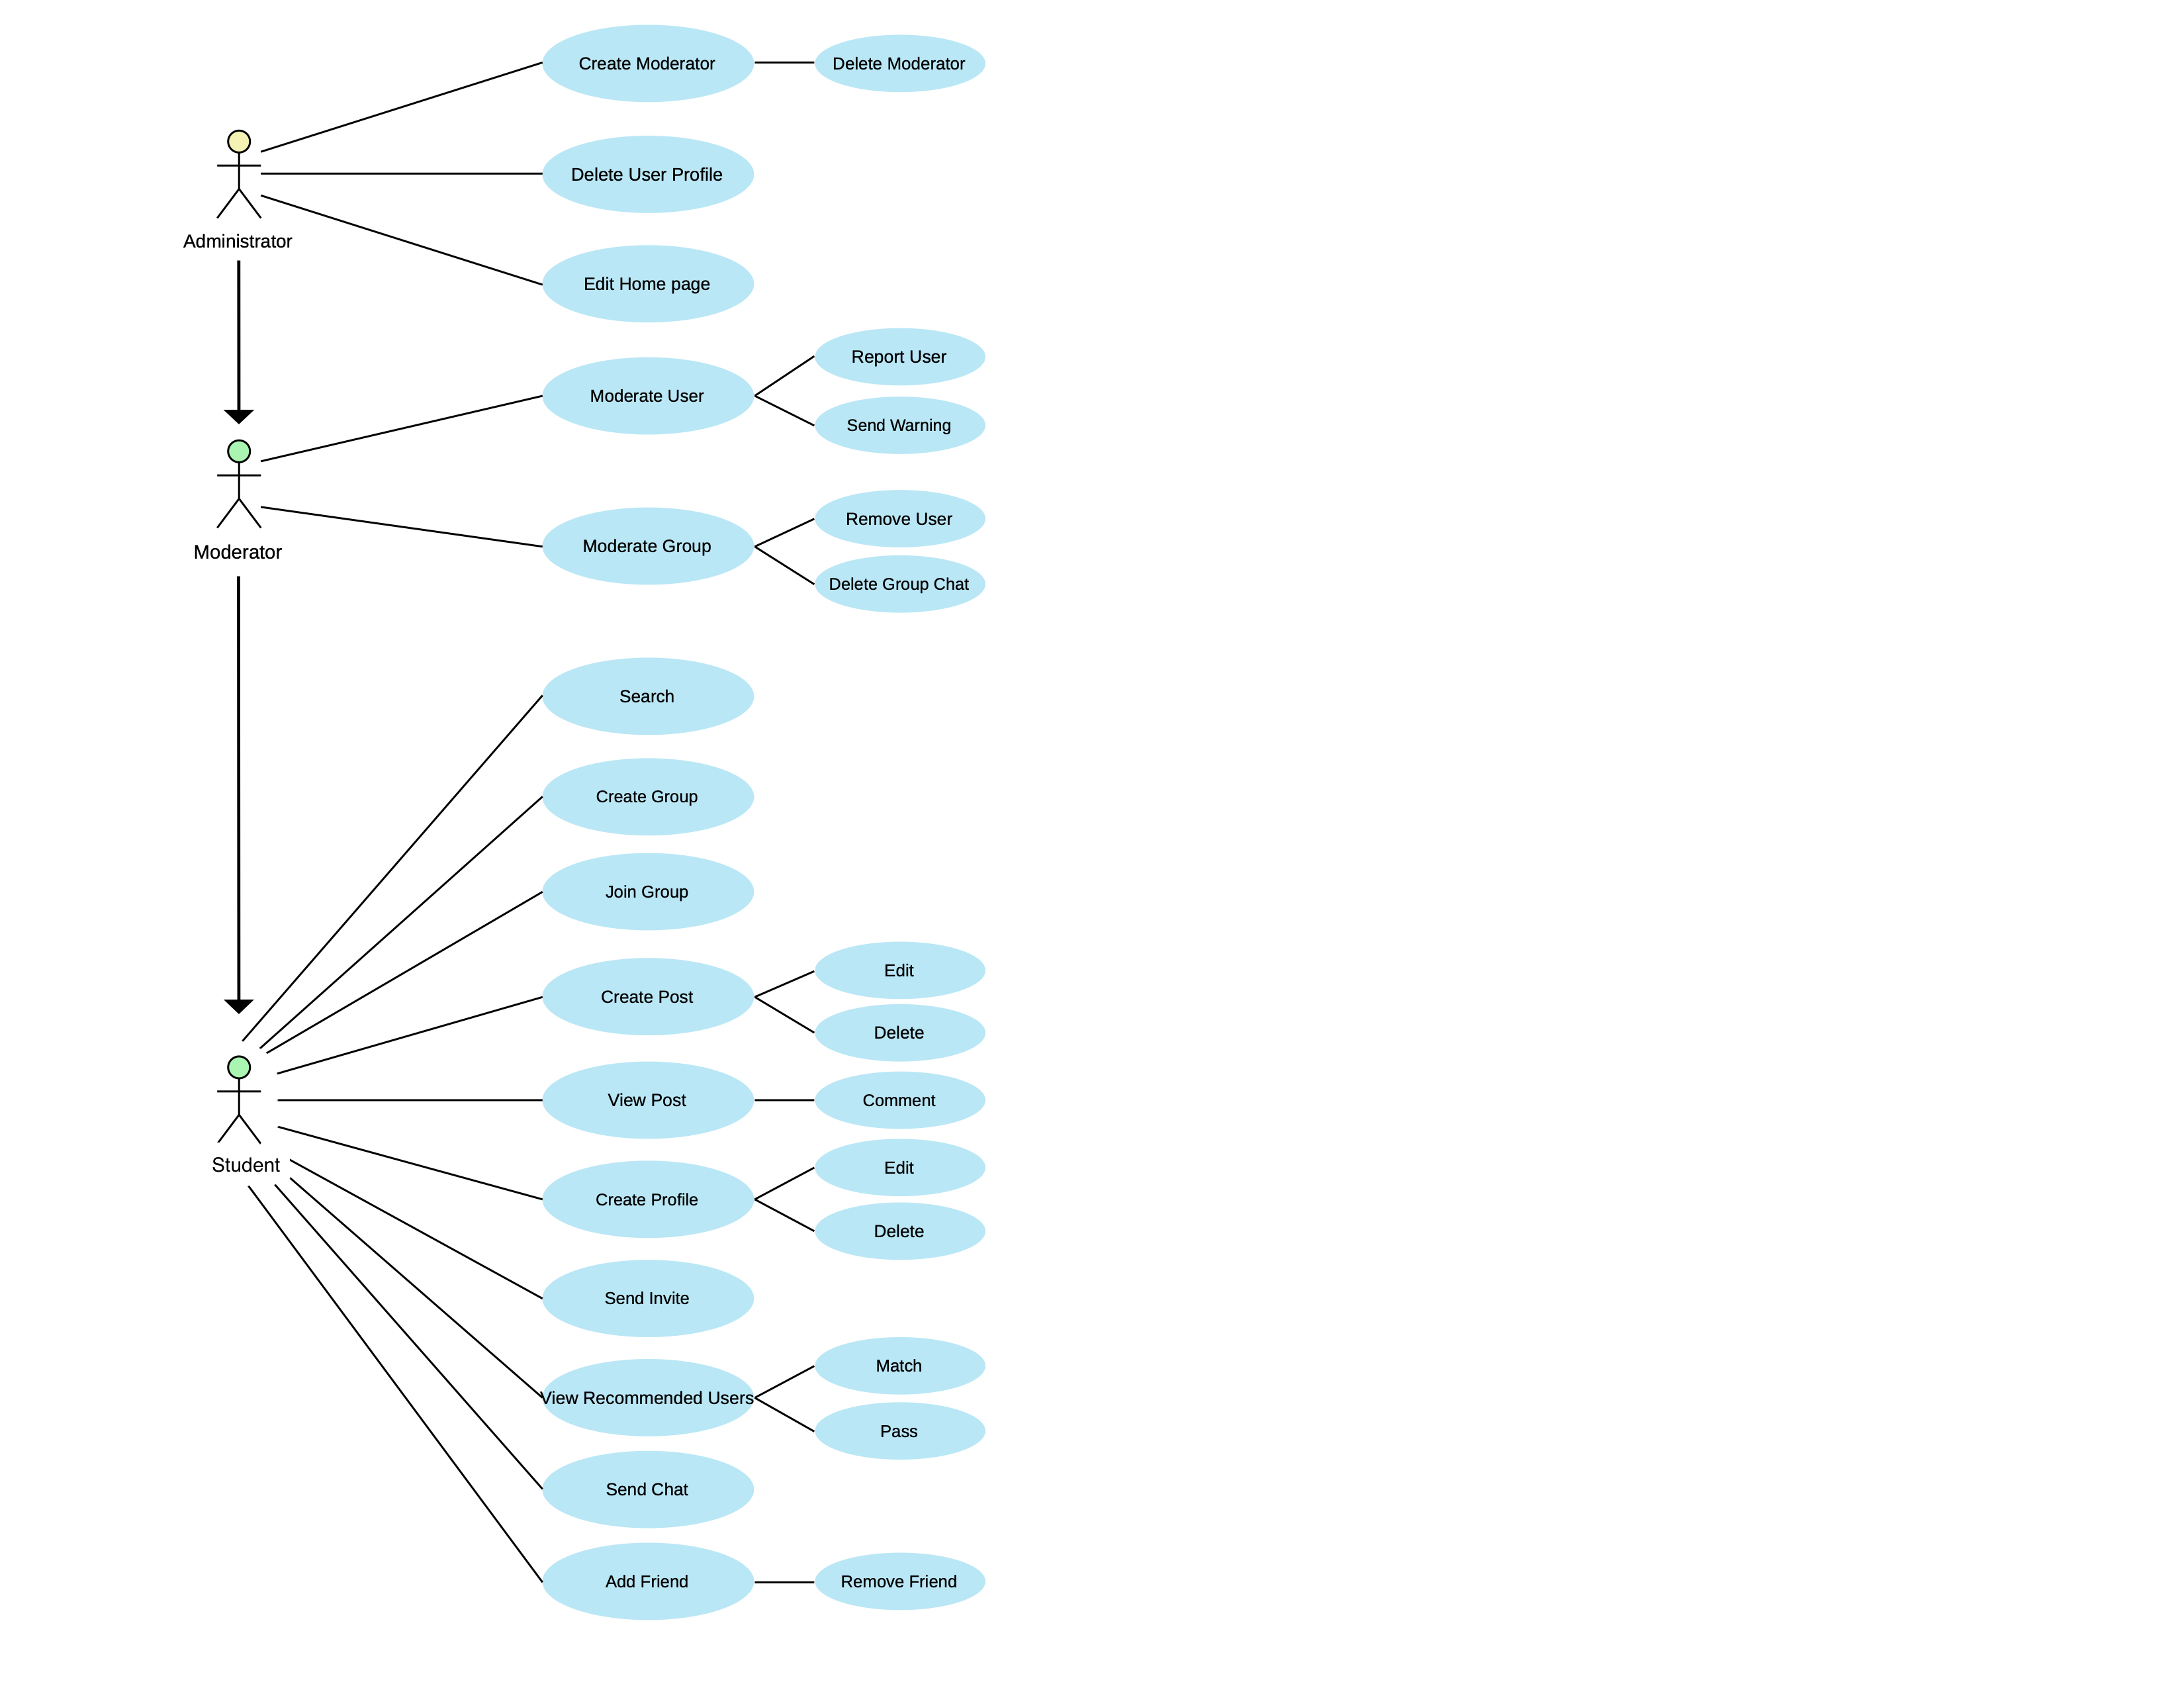 Create Moderator
Delete Moderator
Delete User Profile
Administrator
Edit Home page
Report User
Moderate User
Send Warning
Remove User
Moderator
Moderate Group
Delete Group Chat
Search
Create Group
Join Group
Edit
Create Post
Delete
View Post
Comment
Student
Edit
Create Profile
Delete
Send Invite
Match
View Recommended Users
Pass
Send Chat
Add Friend
Remove Friend